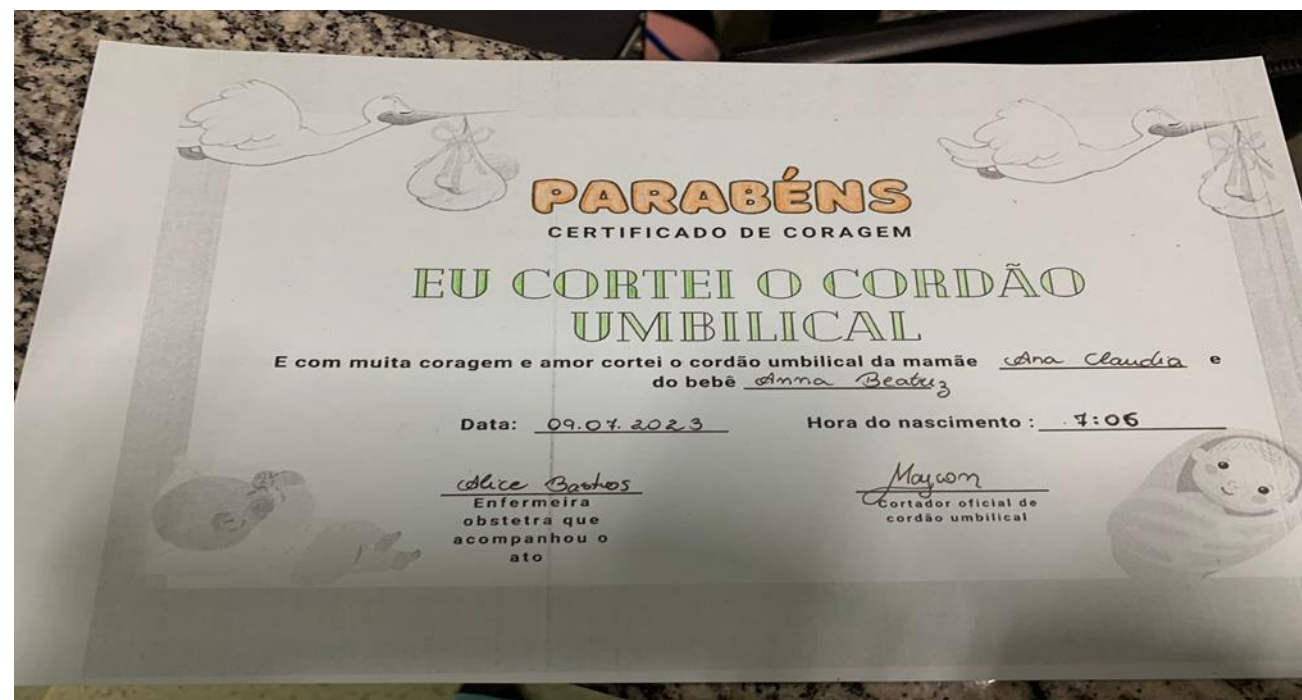 PARABÉNS
CERTIFICADO DE CORAGEM
EU CORTEI O CORDÃO
UMBILICAL
E com muita coragem e amor cortei o cordão umbilical da mamãe Ana Claudia e
do bebê Anna Beatriz
Data: 09.07.2023 Hora do nascimento : 7:06
Alice Bastos
Enfermeira
obstetra que
acompanhou o
ato
Maycon
Cortador oficial de
cordão umbilical